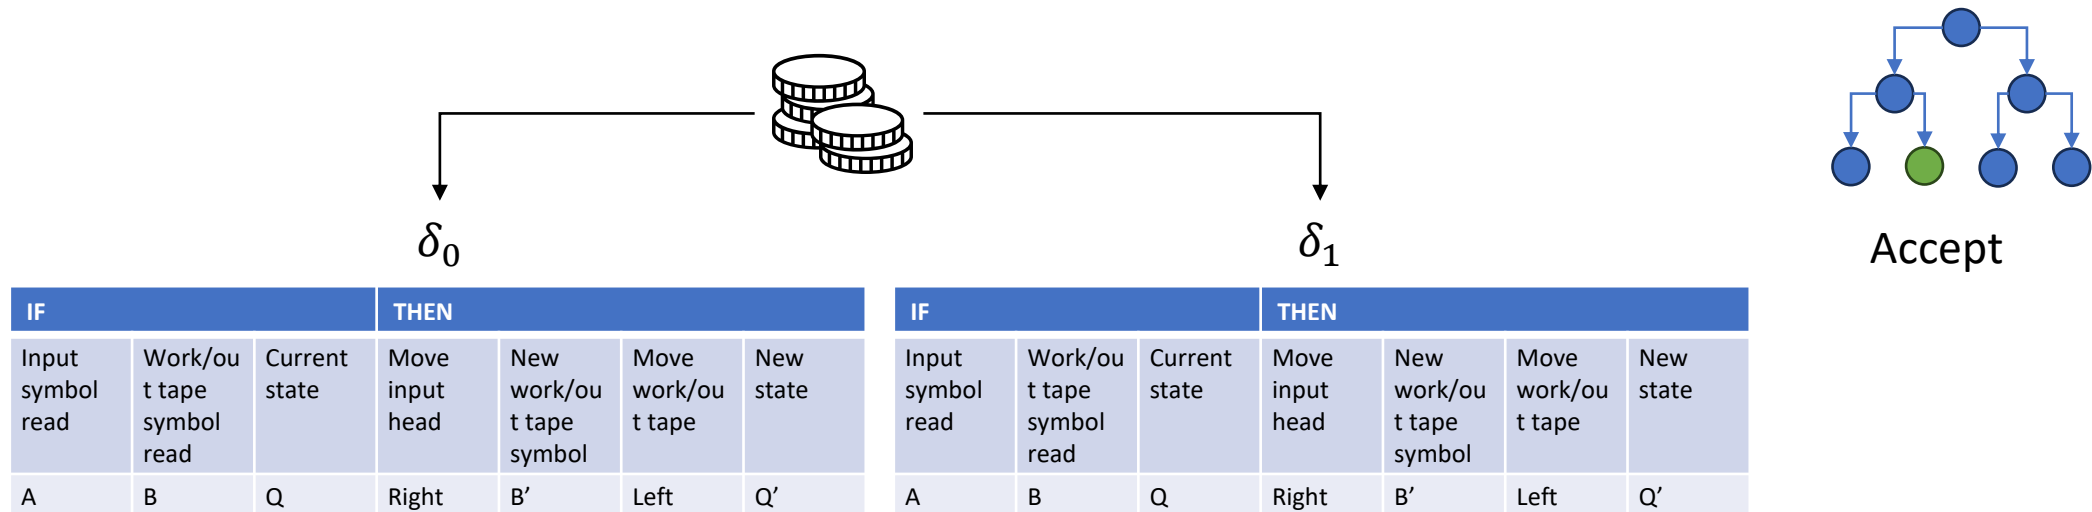 δ₀
δ₁
Accept
IF THEN
Input symbol read Work/ou t tape symbol read Current state Move input head New work/ou t tape symbol Move work/ou t tape New state
A B Q Right B’ Left Q’
IF THEN
Input symbol read Work/ou t tape symbol read Current state Move input head New work/ou t tape symbol Move work/ou t tape New state
A B Q Right B’ Left Q’